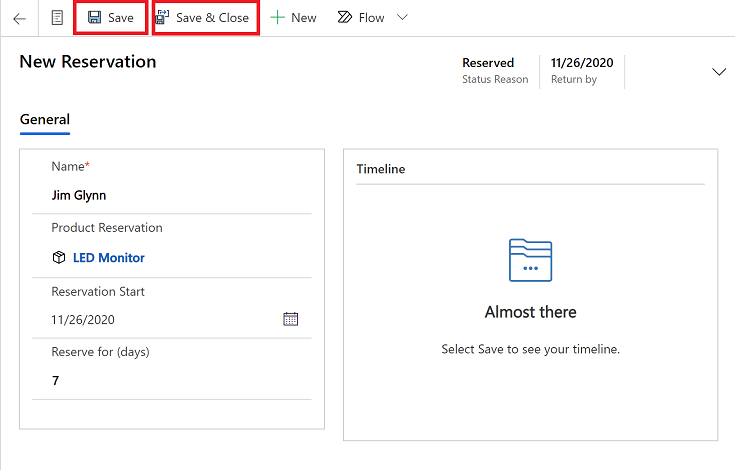 Save
Save & Close
New
Flow
New Reservation
Reserved
Status Reason
11/26/2020
Return by
General
Name*
Jim Glynn
Product Reservation
LED Monitor
Reservation Start
11/26/2020
Reserve for (days)
7
Timeline
Almost there
Select Save to see your timeline.